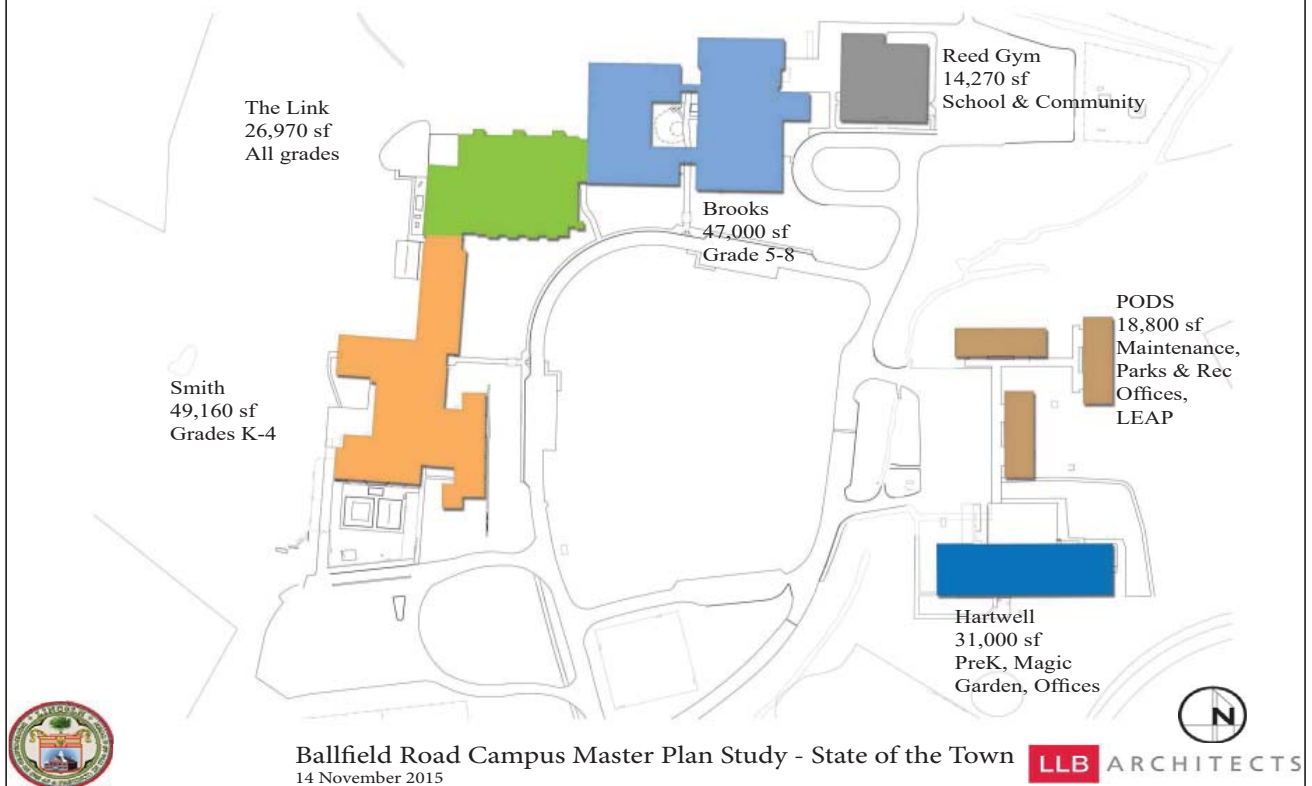 The Link
26,970 sf
All grades
Reed Gym
14,270 sf
School & Community
Brooks
47,000 sf
Grade 5-8
PODS
18,800 sf
Maintenance,
Parks & Rec
Offices,
LEAP
Smith
49,160 sf
Grades K-4
Hartwell
31,000 sf
PreK, Magic
Garden, Offices
N
Ballfield Road Campus Master Plan Study - State of the Town
14 November 2015
LLB ARCHITECTS